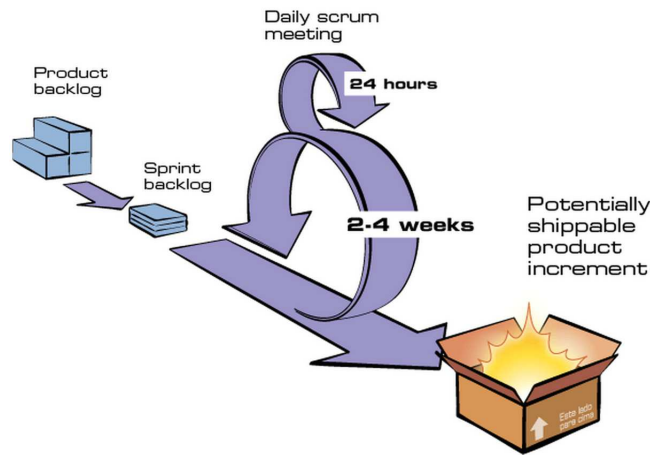 Daily scrum
meeting
24 hours
Product
backlog
Sprint
backlog
2-4 weeks
Potentially
shippable
product
increment
Este lado
para cima